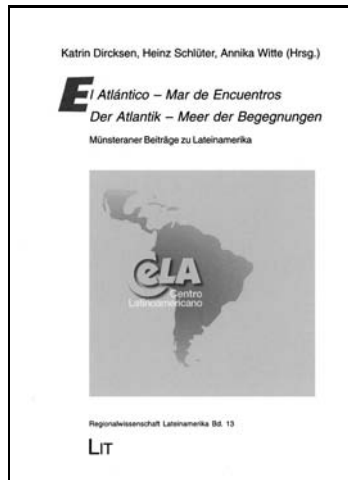 Katrin Dircksen, Heinz Schlüter, Annika Witte (Hrsg.)
El Atlántico – Mar de Encuentros
Der Atlantik – Meer der Begegnungen
Münsteraner Beiträge zu Lateinamerika
CeLA
Centro
Latinoamericano
Regionalwissenschaft Lateinamerika Bd. 13
LIT